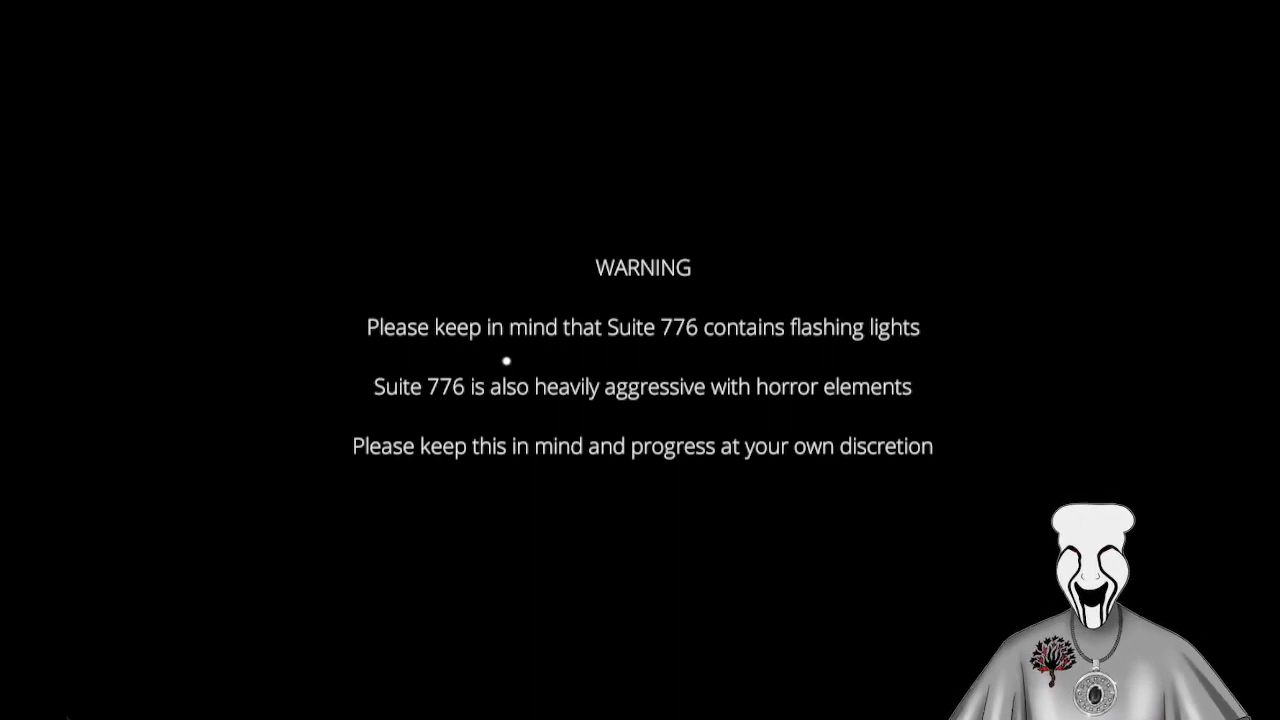 WARNING
Please keep in mind that Suite 776 contains flashing lights
Suite 776 is also heavily aggressive with horror elements
Please keep this in mind and progress at your own discretion